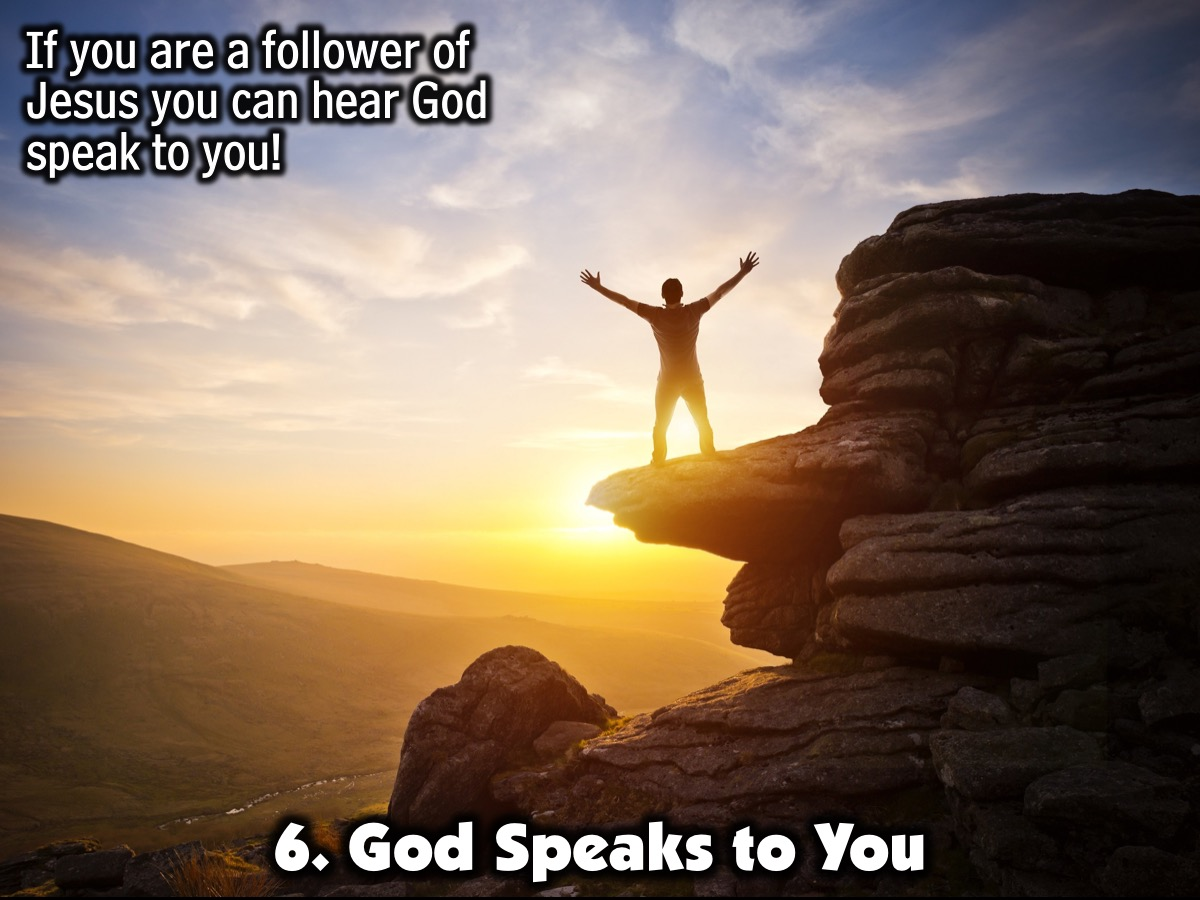 If you are a follower of
Jesus you can hear God
speak to you!
6. God Speaks to You